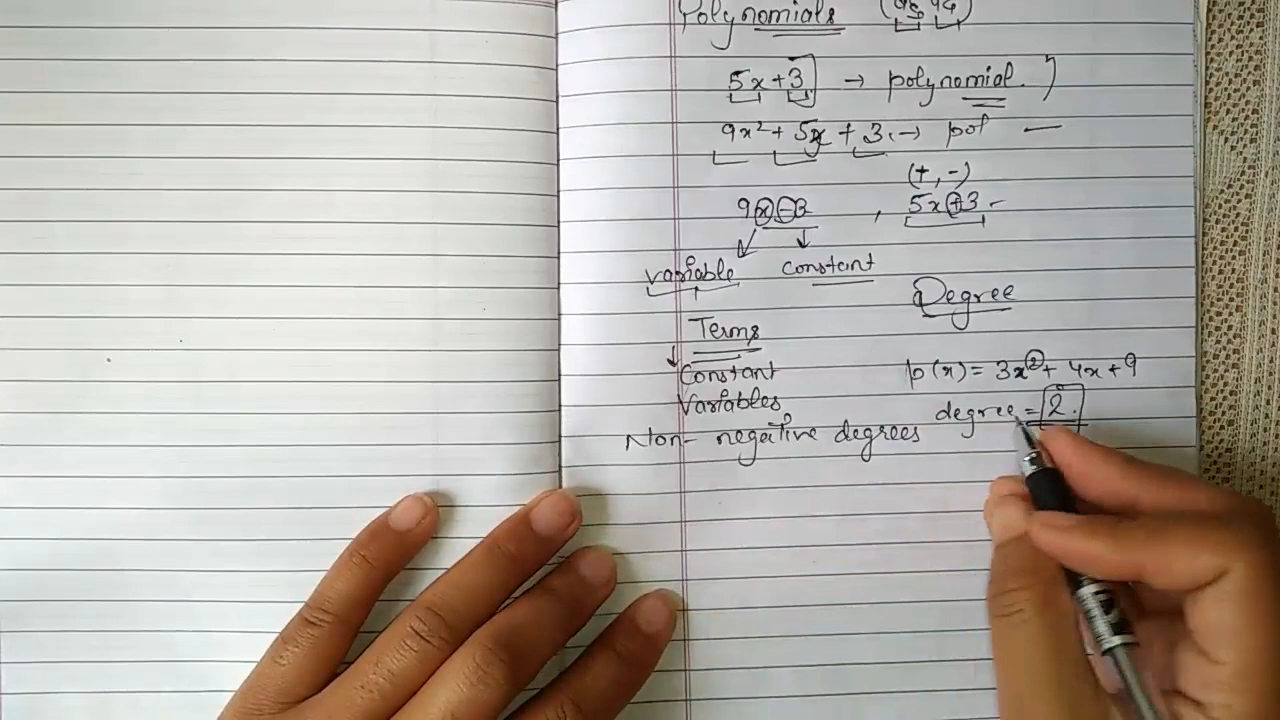 Polynomials
5x+3 → polynomial.
9x²+ 5x + 3 → pol
(+, -)
9x-3 , 5x+3
variable constant
Degree
Terms
Constant p(x) = 3x²+ 4x+9
Variables degree = 2.
Non-negative degrees